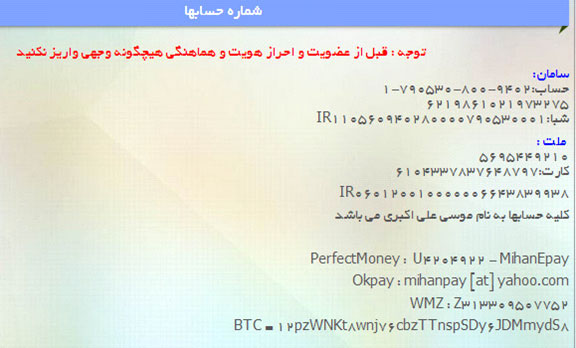 شماره حسابها
توجه : قبل از عضویت و احراز هویت و هماهنگی هیچگونه وجهی واریز نکنید
سامان:
حساب:۹۴۰۲-۸۰۰-۷۹۰۵۳۰-۱
۶۲۱۹۸۶۱۰۲۱۹۷۳۲۷۵
شبا:IR۱۱۰۵۶۰۹۴۰۲۸۰۰۰۰۷۹۰۵۳۰۰۰۱
ملت :
۵۶۹۵۴۴۹۲۱۰
کارت:۶۱۰۴۳۳۷۸۳۷۶۴۸۷۹۷
IR۰۶۰۱۲۰۰۱۰۰۰۰۰۰۶۶۴۳۸۳۹۹۳۸
کلیه حسابها به نام موسی علی اکبری می باشد
PerfectMoney : U۴۲۰۴۹۲۲ - MihanEpay
Okpay : mihanpay [at] yahoo.com
WMZ : Z۳۱۳۳۰۹۵۰۷۷۵۲
BTC = ۱۲pzWNKt۸wnjv۶cbzTTnspSDy۶JDMmydS۸